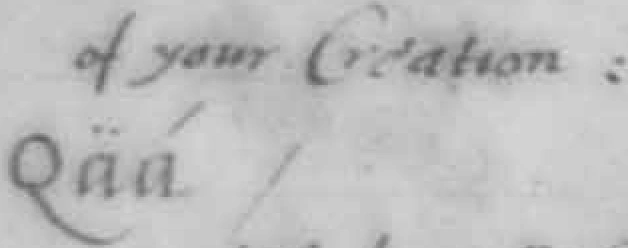 of your Creation :
Qäá /